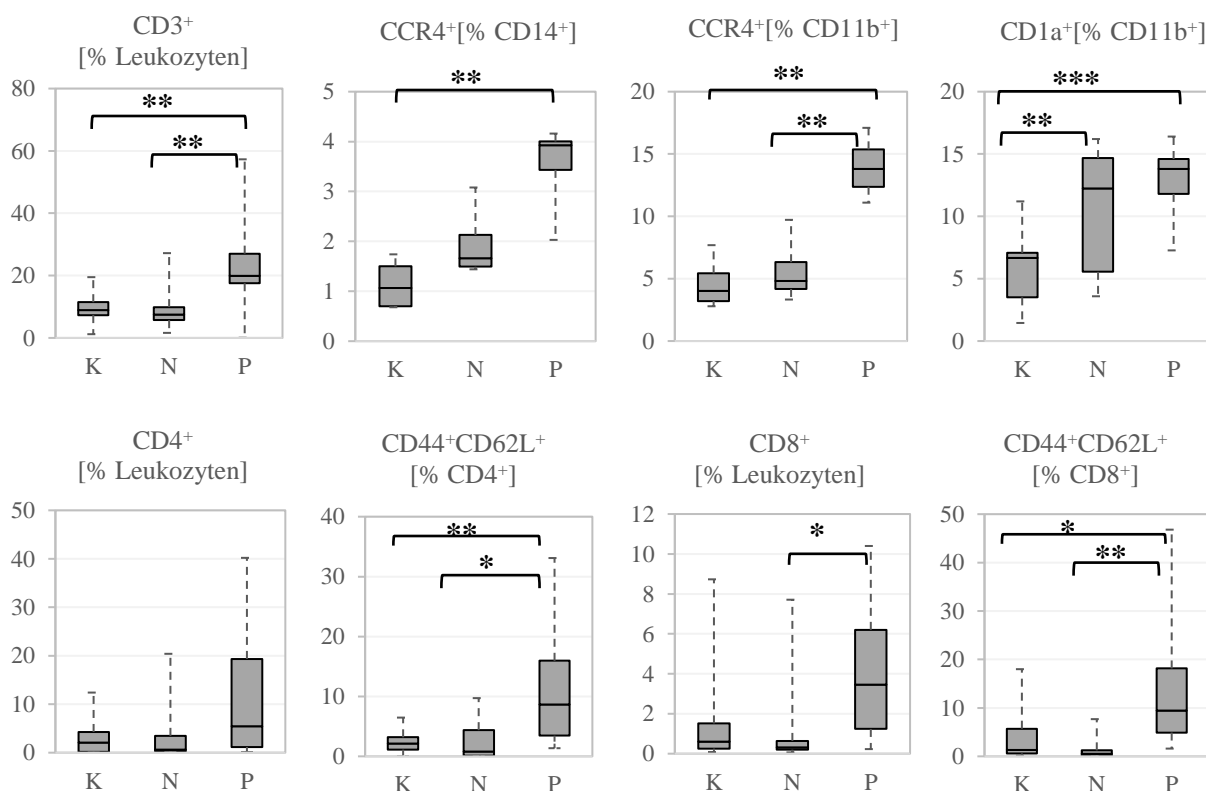 CD3⁺
[% Leukozyten]
80
60
40
20
0
**
**
K N P
CCR4⁺[% CD14⁺]
5
4
3
2
1
0
**
K N P
CCR4⁺[% CD11b⁺]
20
15
10
5
0
**
**
K N P
CD1a⁺[% CD11b⁺]
20
15
10
5
0
***
**
K N P
CD4⁺
[% Leukozyten]
50
40
30
20
10
0
K N P
CD44⁺CD62L⁺
[% CD4⁺]
40
30
20
10
0
**
*
K N P
CD8⁺
[% Leukozyten]
12
10
8
6
4
2
0
*
K N P
CD44⁺CD62L⁺
[% CD8⁺]
50
40
30
20
10
0
*
**
K N P